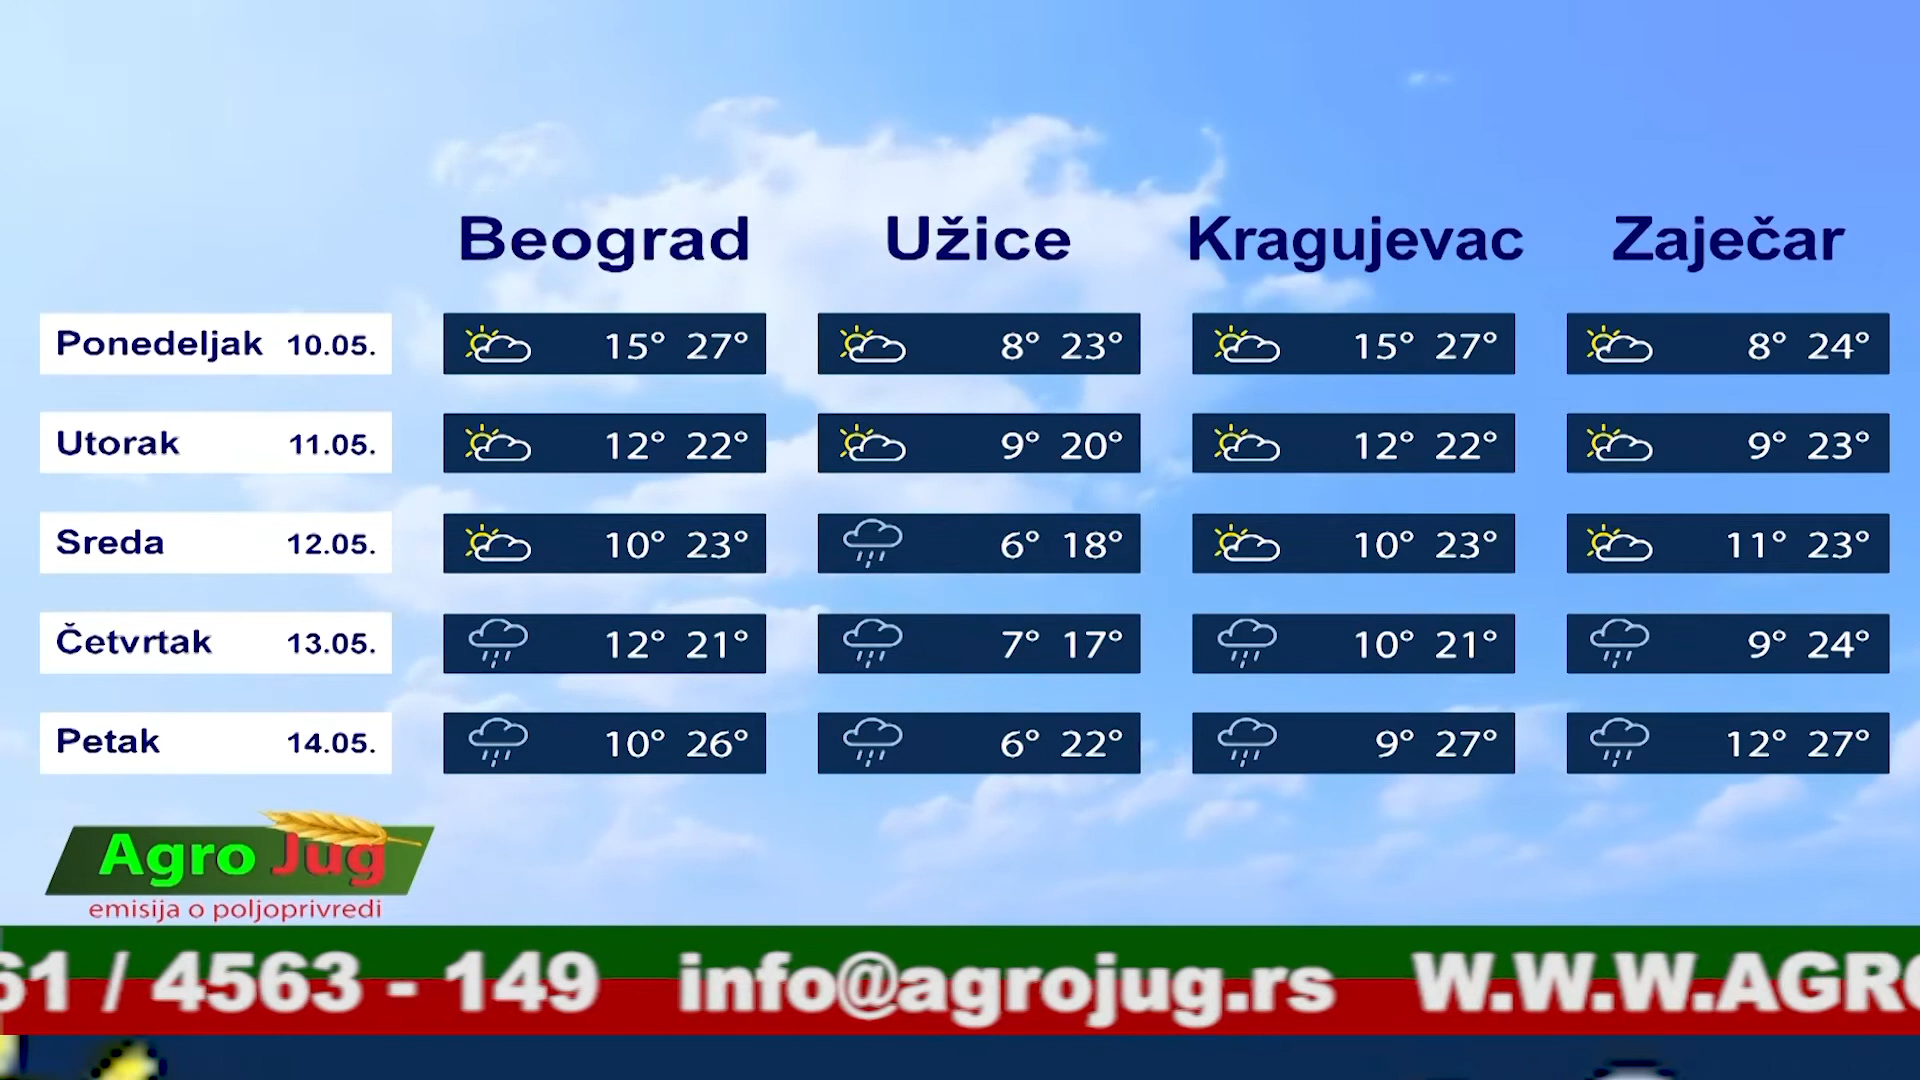 Beograd Užice Kragujevac Zaječar
Ponedeljak 10.05. 15° 27° 8° 23° 15° 27° 8° 24°
Utorak 11.05. 12° 22° 9° 20° 12° 22° 9° 23°
Sreda 12.05. 10° 23° 6° 18° 10° 23° 11° 23°
Četvrtak 13.05. 12° 21° 7° 17° 10° 21° 9° 24°
Petak 14.05. 10° 26° 6° 22° 9° 27° 12° 27°
Agro Jug
emisija o poljoprivredi
61 / 4563 - 149 info@agrojug.rs W.W.W.AGRO